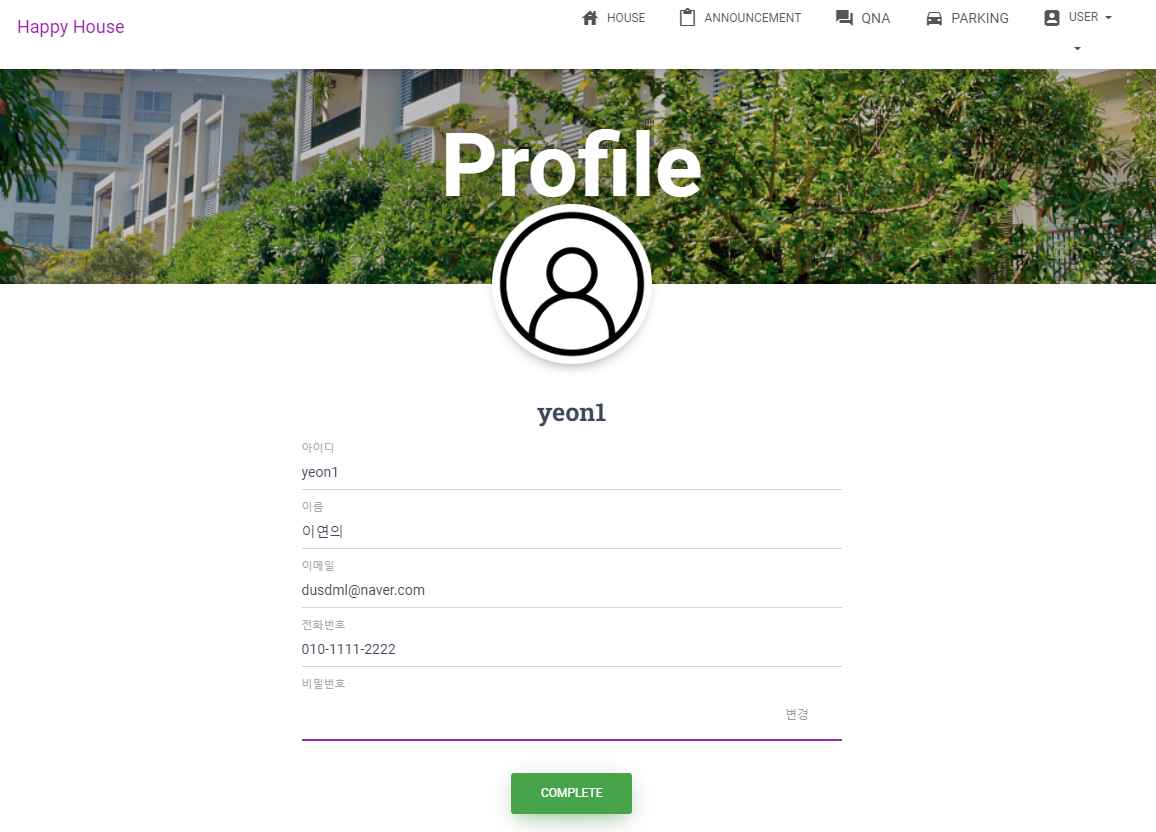 Happy House
HOUSE
ANNOUNCEMENT
QNA
PARKING
USER
Profile
yeon1
아이디
yeon1
이름
이연의
이메일
dusdml@naver.com
전화번호
010-1111-2222
비밀번호
변경
COMPLETE